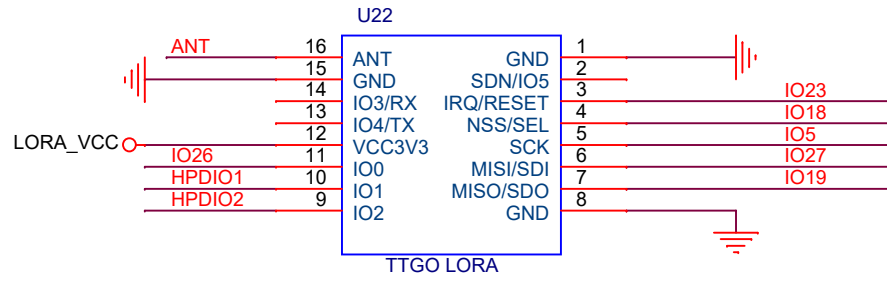 U22
ANT 16 ANT GND 1
15 GND SDN/IO5 2
14 IO3/RX IRQ/RESET 3 IO23
13 IO4/TX NSS/SEL 4 IO18
LORA_VCC 12 VCC3V3 SCK 5 IO5
IO26 11 IO0 MISI/SDI 6 IO27
HPDIO1 10 IO1 MISO/SDO 7 IO19
HPDIO2 9 IO2 GND 8
TTGO LORA